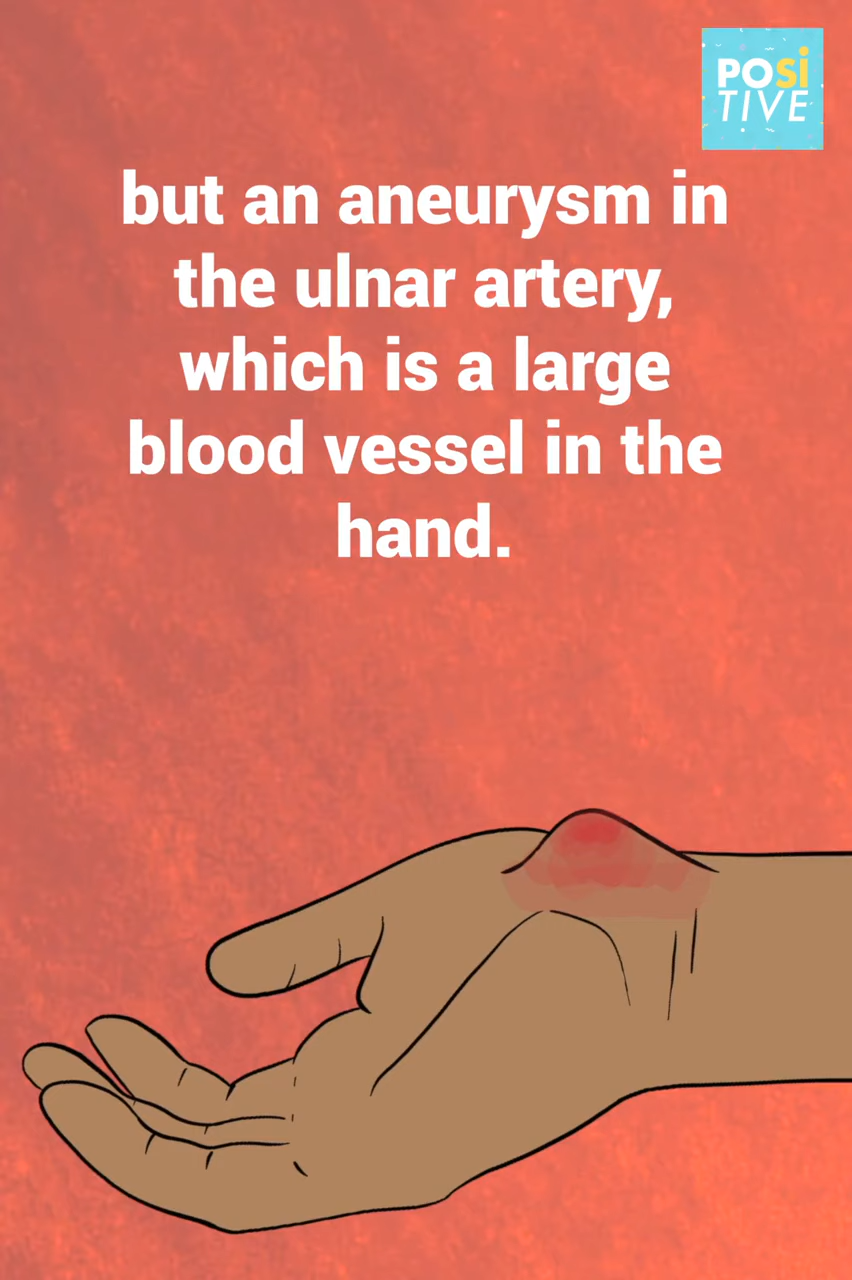 POSi
TIVE
but an aneurysm in
the ulnar artery,
which is a large
blood vessel in the
hand.